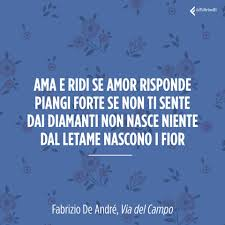 laFeltrinelli
AMA E RIDI SE AMOR RISPONDE
PIANGI FORTE SE NON TI SENTE
DAI DIAMANTI NON NASCE NIENTE
DAL LETAME NASCONO I FIOR
Fabrizio De André, Via del Campo